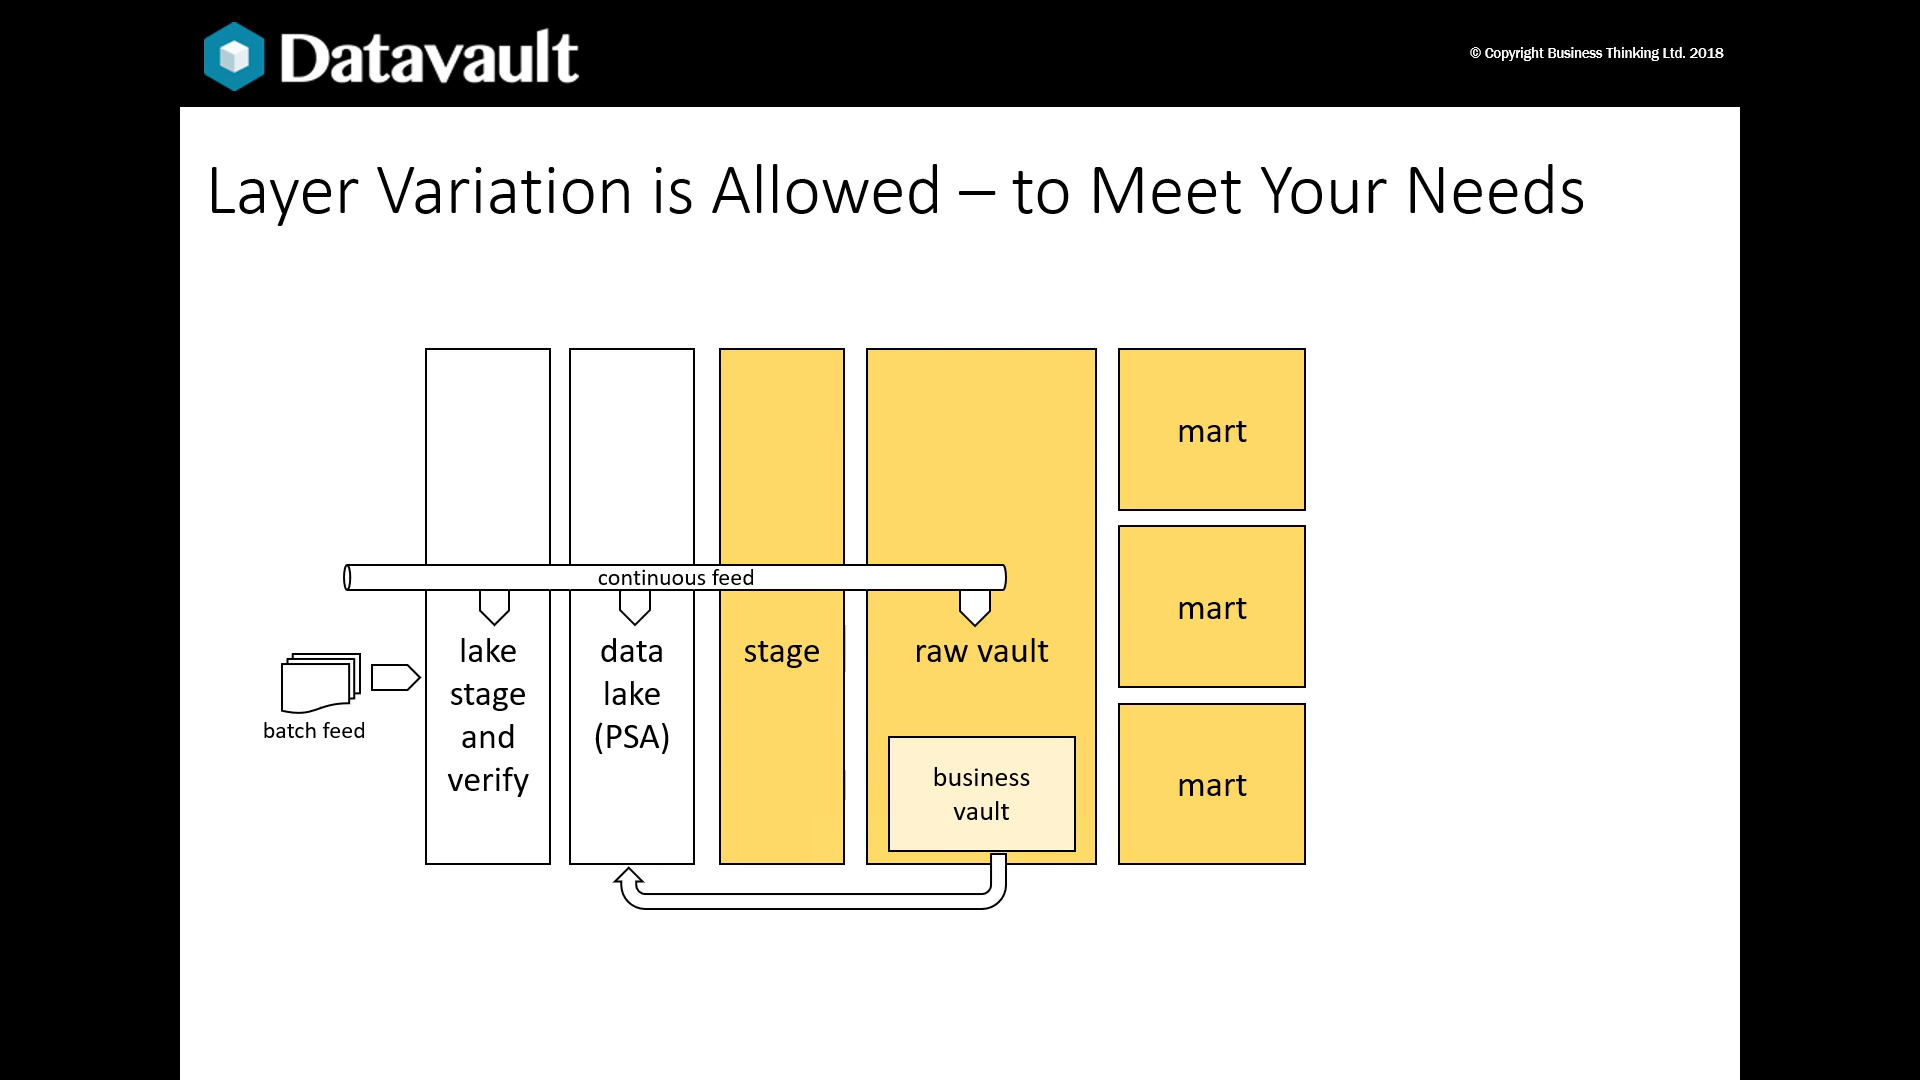 Datavault
© Copyright Business Thinking Ltd. 2018
Layer Variation is Allowed – to Meet Your Needs
continuous feed
batch feed
lake
stage
and
verify
data
lake
(PSA)
stage
raw vault
business
vault
mart
mart
mart